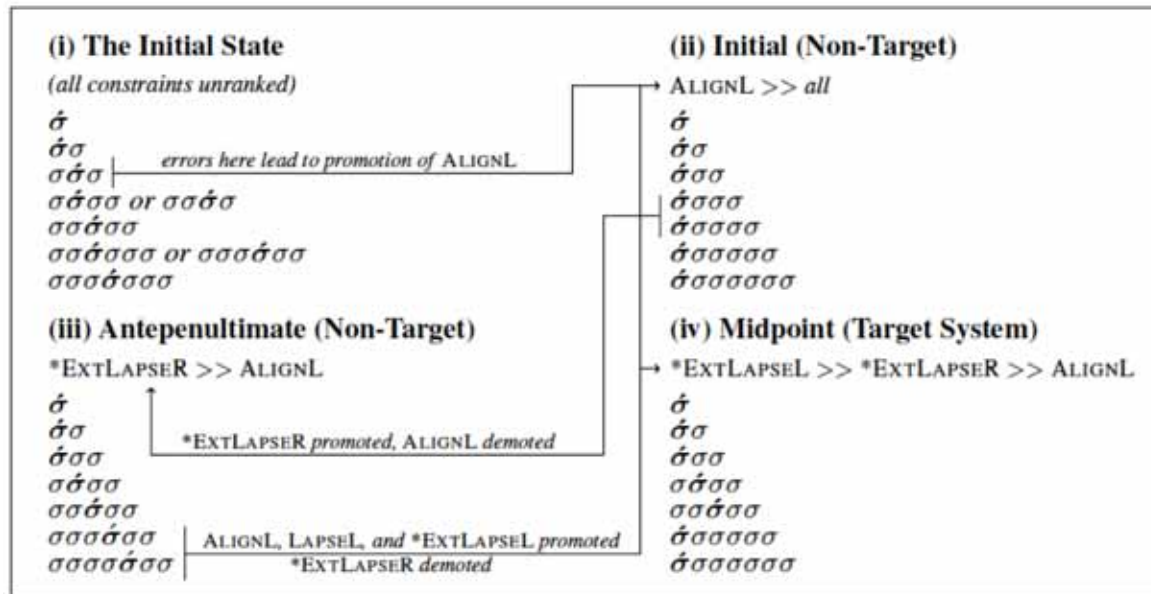 (i) The Initial State
(all constraints unranked)
σ́
σ́σ
σσ́σ
σσ́σσ or σσσ́σ
σσσ́σσ
σσσ́σσσ or σσσσ́σσ
σσσσ́σσσ
errors here lead to promotion of ALIGNL
(ii) Initial (Non-Target)
ALIGNL >> all
σ́
σ́σ
σ́σσ
σ́σσσ
σ́σσσσ
σ́σσσσσ
σ́σσσσσσ
(iii) Antepenultimate (Non-Target)
*EXTLAPSER >> ALIGNL
σ́
σ́σ
σ́σσ
σσ́σσ
σσσ́σσ
σσσσ́σσ
σσσσσ́σσ
*EXTLAPSER promoted, ALIGNL demoted
ALIGNL, LAPSEL, and *EXTLAPSEL promoted
*EXTLAPSER demoted
(iv) Midpoint (Target System)
*EXTLAPSEL >> *EXTLAPSER >> ALIGNL
σ́
σ́σ
σ́σσ
σσ́σσ
σσσ́σσ
σ́σσσσσ
σ́σσσσσσ